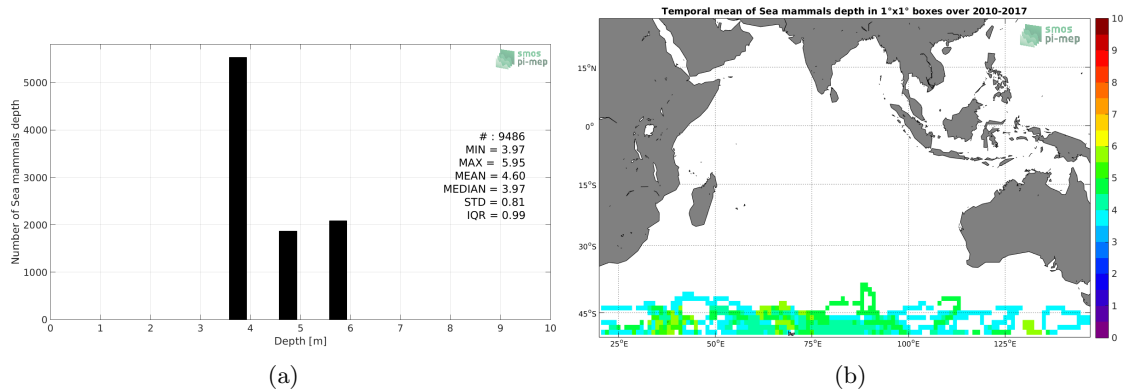 smos
pi-mep
Number of Sea mammals depth
5000
4000
3000
2000
1000
0
# : 9486
MIN = 3.97
MAX = 5.95
MEAN = 4.60
MEDIAN = 3.97
STD = 0.81
IQR = 0.99
0 1 2 3 4 5 6 7 8 9 10
Depth [m]
(a)
Temporal mean of Sea mammals depth in 1°x1° boxes over 2010-2017
smos
pi-mep
15°N
0°
15°S
30°S
45°S
25°E 50°E 75°E 100°E 125°E
10
9
8
7
6
5
4
3
2
1
0
(b)